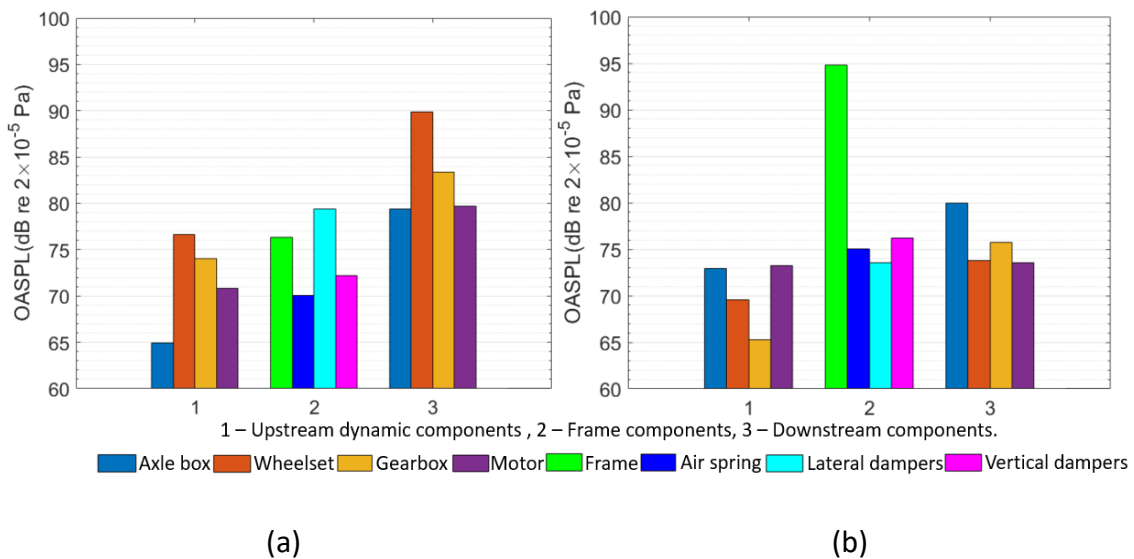 100
95
90
85
80
75
70
65
60
OASPL(dB re 2×10⁻⁵ Pa)
1 2 3
100
95
90
85
80
75
70
65
60
OASPL(dB re 2×10⁻⁵ Pa)
1 2 3
1 – Upstream dynamic components , 2 – Frame components, 3 – Downstream components.
Axle box Wheelset Gearbox Motor Frame Air spring Lateral dampers Vertical dampers
(a) (b)